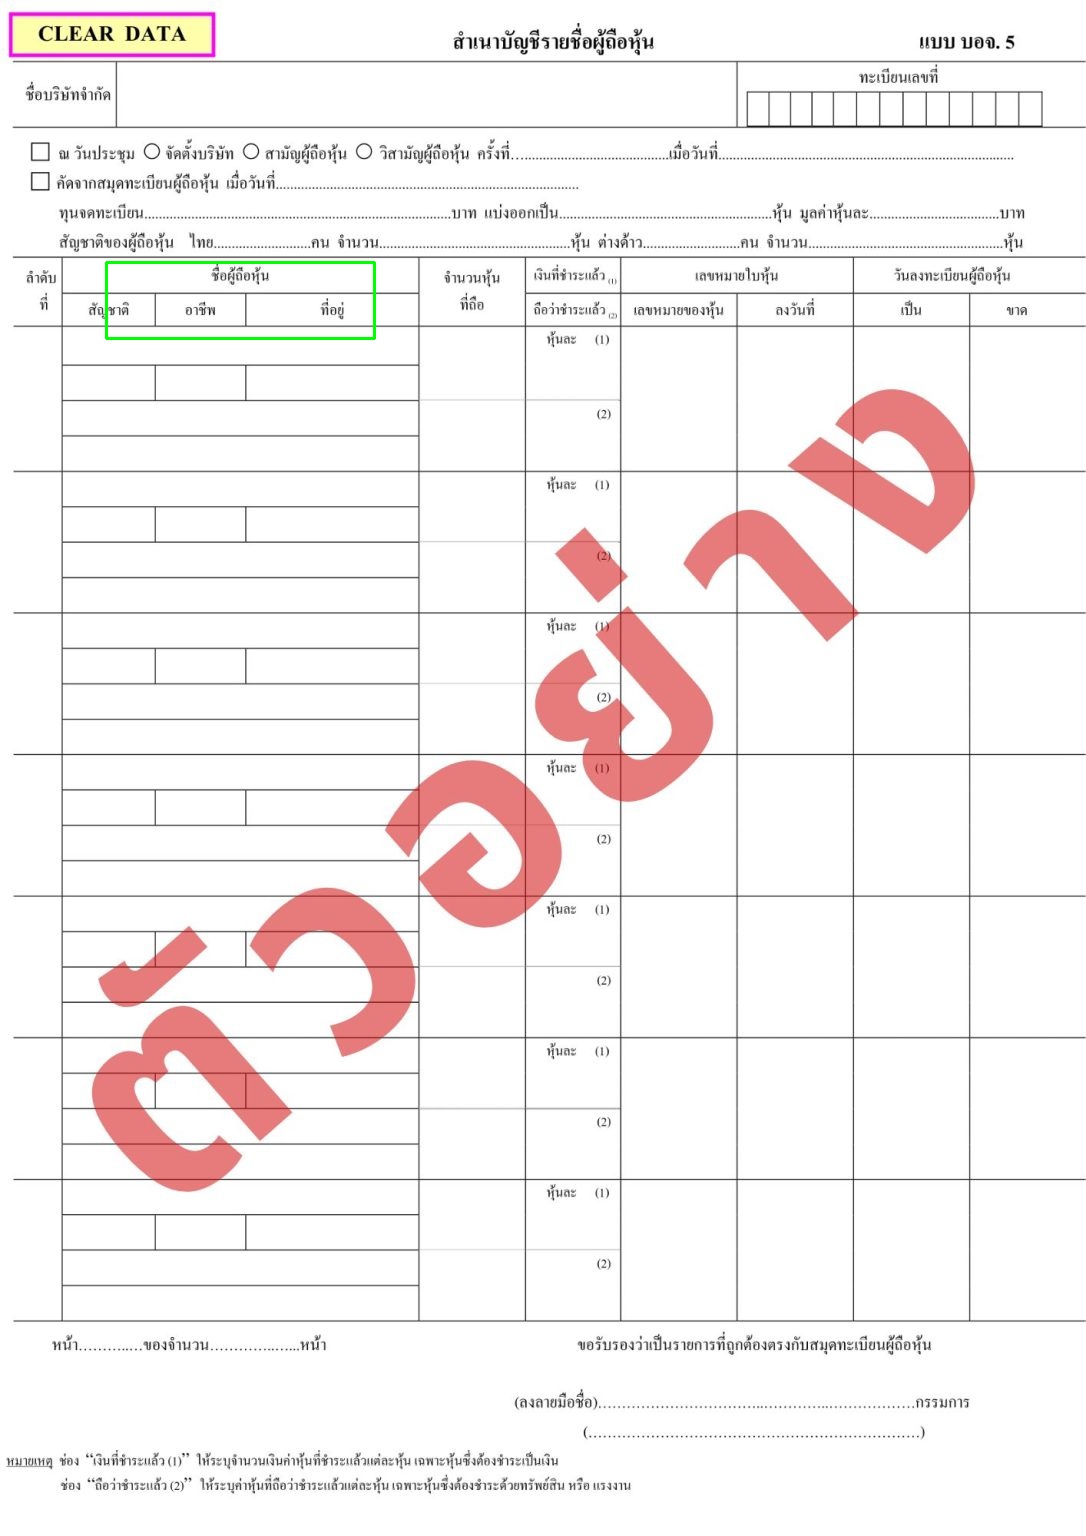 CLEAR DATA
สำเนาบัญชีรายชื่อผู้ถือหุ้น
แบบ บอจ. 5
ชื่อบริษัทจำกัด
ทะเบียนเลขที่
ณ วันประชุม จัดตั้งบริษัท สามัญผู้ถือหุ้น วิสามัญผู้ถือหุ้น ครั้งที่........................................เมื่อวันที่................................................................................
คัดจากสมุดทะเบียนผู้ถือหุ้น เมื่อวันที่....................................................................................
ทุนจดทะเบียน.....................................................................................บาท แบ่งออกเป็น...........................................................หุ้น มูลค่าหุ้นละ....................................บาท
สัญชาติของผู้ถือหุ้น ไทย...........................คน จำนวน.....................................................หุ้น ต่างด้าว...........................คน จำนวน......................................................หุ้น
ลำดับที่
ชื่อผู้ถือหุ้น
จำนวนหุ้นที่ถือ
เงินที่ชำระแล้ว (1)
เลขหมายใบหุ้น
วันลงทะเบียนผู้ถือหุ้น
สัญชาติ อาชีพ ที่อยู่
ถือว่าชำระแล้ว (2)
เลขหมายของหุ้น ลงวันที่ เป็น ขาด
หุ้นละ (1)
(2)
หุ้นละ (1)
(2)
หุ้นละ (1)
(2)
หุ้นละ (1)
(2)
หุ้นละ (1)
(2)
หุ้นละ (1)
(2)
หุ้นละ (1)
(2)
ตัวอย่าง
หน้า..............ของจำนวน..................หน้า
ขอรับรองว่าเป็นรายการที่ถูกต้องตรงกับสมุดทะเบียนผู้ถือหุ้น
(ลงลายมือชื่อ)............................................................กรรมการ
(................................................................)
หมายเหตุ ช่อง “เงินที่ชำระแล้ว (1)” ให้ระบุจำนวนเงินค่าหุ้นที่ชำระแล้วแต่ละหุ้น เฉพาะหุ้นซึ่งต้องชำระเป็นเงิน
ช่อง “ถือว่าชำระแล้ว (2)” ให้ระบุค่าหุ้นที่ถือว่าชำระแล้วแต่ละหุ้น เฉพาะหุ้นซึ่งต้องชำระด้วยทรัพย์สิน หรือ แรงงาน